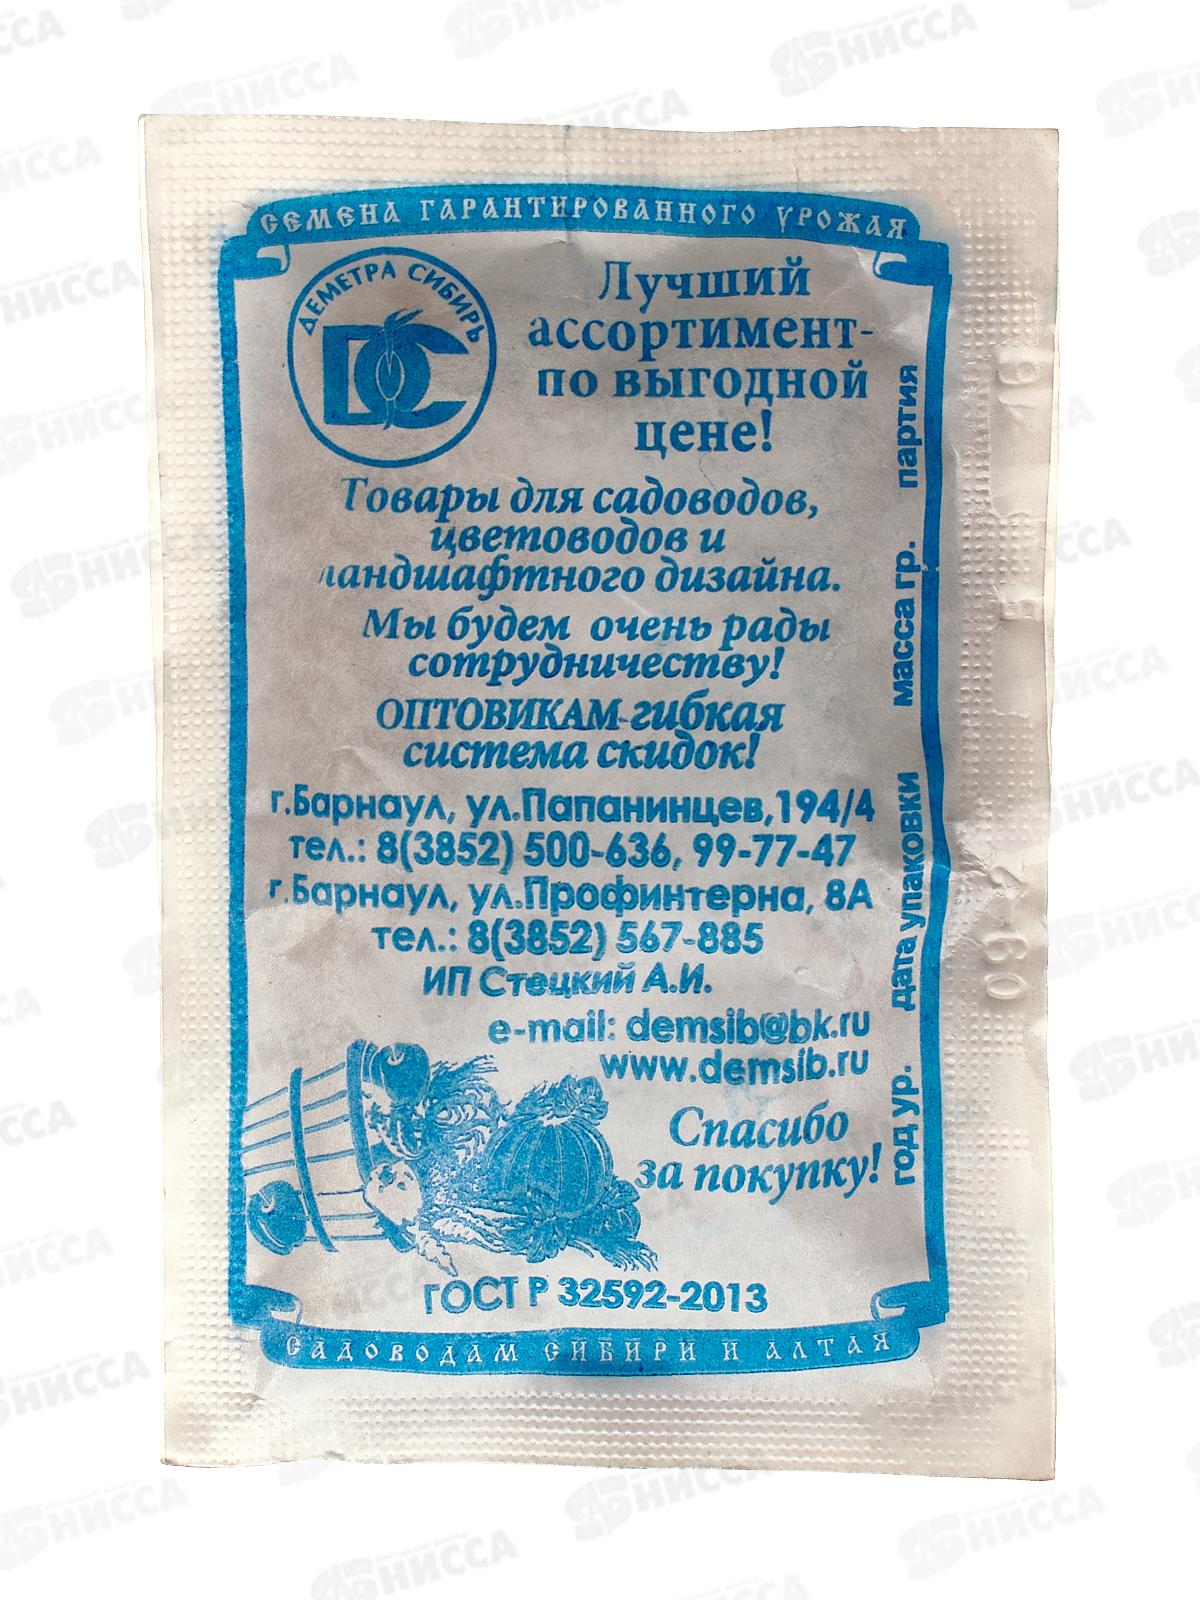 СЕМЕНА ГАРАНТИРОВАННОГО УРОЖАЯ
ДЕМЕТРА СИБИРЬ
DC
Лучший
ассортимент-
по выгодной
цене!
Товары для садоводов,
цветоводов и
ландшафтного дизайна.
Мы будем очень рады
сотрудничеству!
ОПТОВИКАМ-гибкая
система скидок!
г.Барнаул, ул.Папанинцев,194/4
тел.: 8(3852) 500-636, 99-77-47
г.Барнаул, ул.Профинтерна, 8А
тел.: 8(3852) 567-885
ИП Стецкий А.И.
e-mail: demsib@bk.ru
www.demsib.ru
Спасибо
за покупку!
ГОСТ Р 32592-2013
САДОВОДАМ СИБИРИ И АЛТАЯ
год ур. дата упаковки масса гр. партия